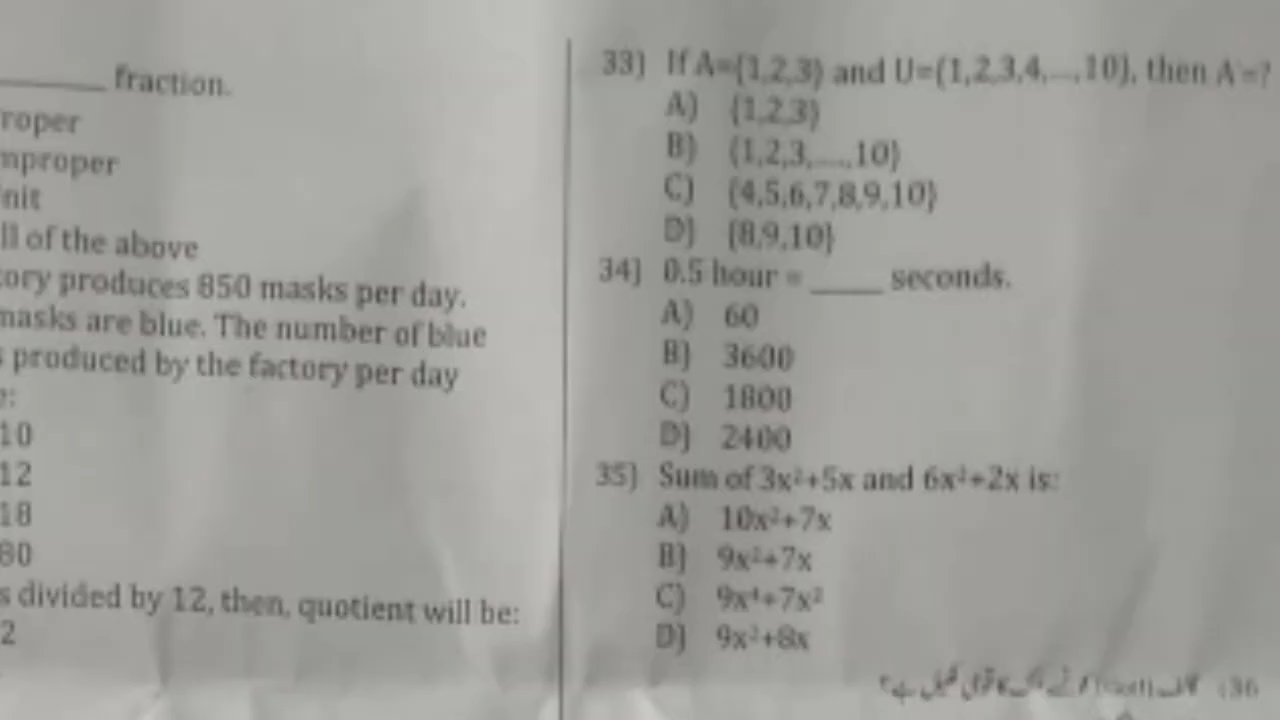 _____ fraction.
roper
mproper
nit
ll of the above
tory produces 850 masks per day.
masks are blue. The number of blue
s produced by the factory per day
e:
10
12
18
80
s divided by 12, then, quotient will be:
2
33) If A={1,2,3} and U={1,2,3,4,...,10}, then A'=?
A) {1,2,3}
B) {1,2,3,....,10}
C) {4,5,6,7,8,9,10}
D) {8,9,10}
34) 0.5 hour = _____ seconds.
A) 60
B) 3600
C) 1800
D) 2400
35) Sum of 3x²+5x and 6x²+2x is:
A) 10x²+7x
B) 9x²+7x
C) 9x⁴+7x²
D) 9x²+8x
(36